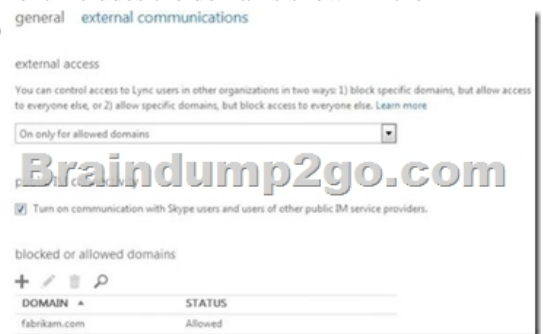 general external communications
external access
You can control access to Lync users in other organizations in two ways: 1) block specific domains, but allow access
to everyone else, or 2) allow specific domains, but block access to everyone else. Learn more
On only for allowed domains
Braindump2go.com
Turn on communication with Skype users and users of other public IM service providers.
blocked or allowed domains
DOMAIN STATUS
fabrikam.com Allowed